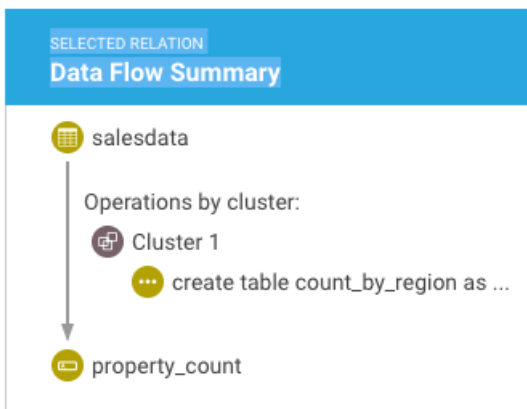 SELECTED RELATION
Data Flow Summary
salesdata
Operations by cluster:
Cluster 1
create table count_by_region as ...
property_count